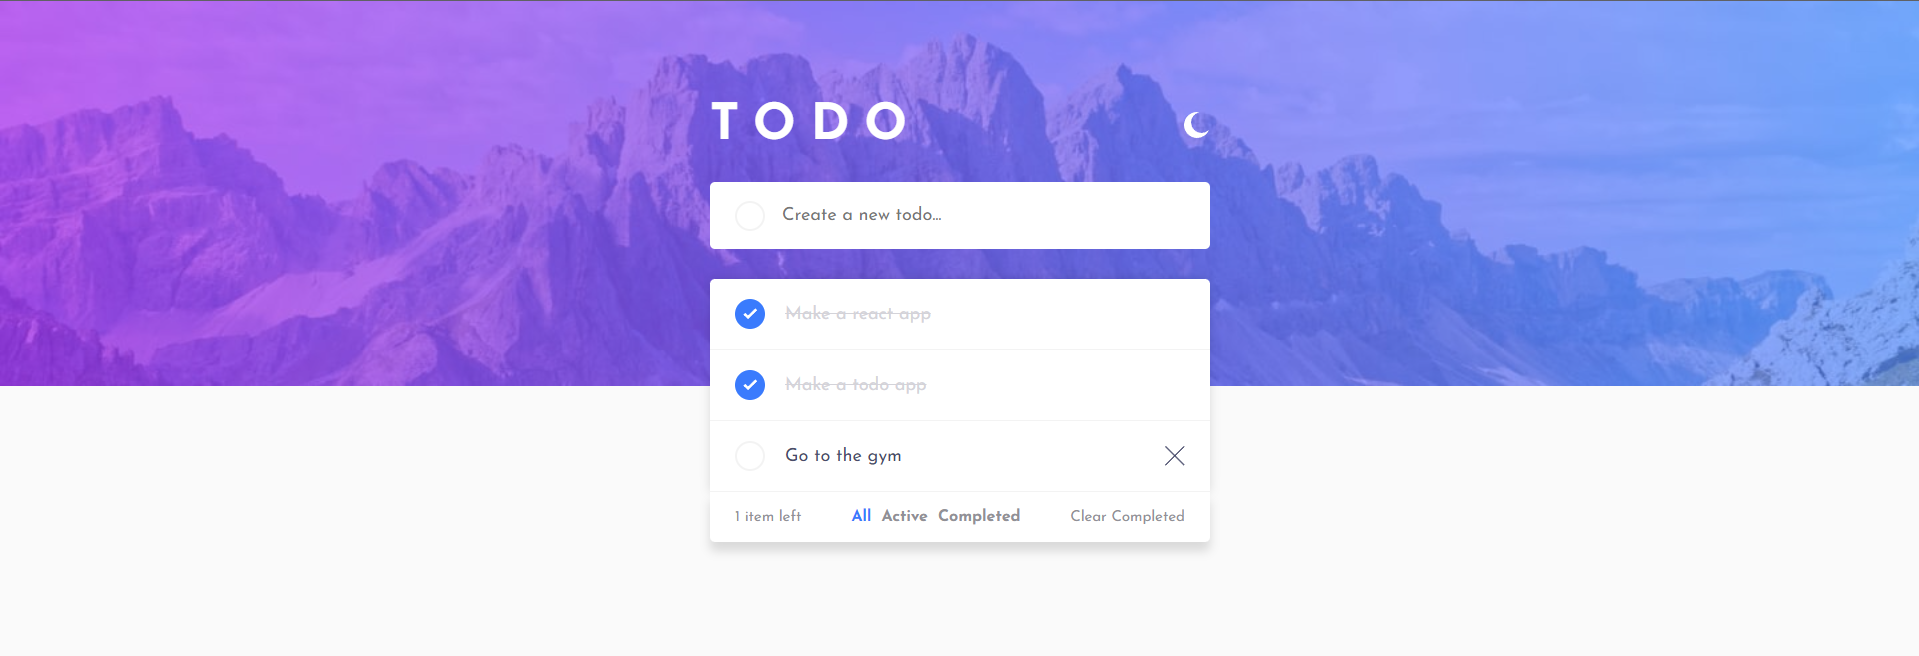 TODO
Create a new todo...
Make a react app
Make a todo app
Go to the gym
1 item left All Active Completed Clear Completed